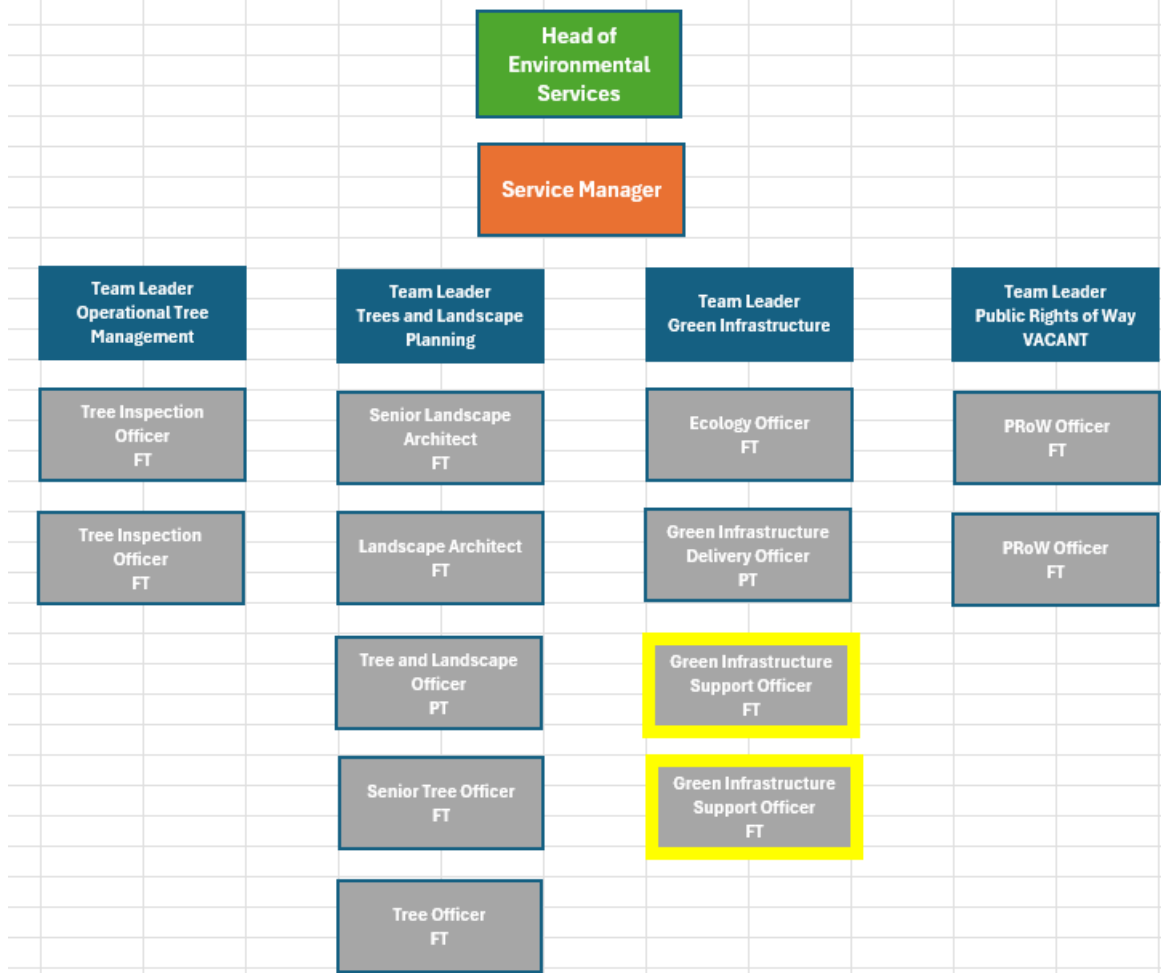 Head of
Environmental
Services
Service Manager
Team Leader
Operational Tree
Management
Team Leader
Trees and Landscape
Planning
Team Leader
Green Infrastructure
Team Leader
Public Rights of Way
VACANT
Tree Inspection
Officer
FT
Senior Landscape
Architect
FT
Ecology Officer
FT
PRoW Officer
FT
Tree Inspection
Officer
FT
Landscape Architect
FT
Green Infrastructure
Delivery Officer
PT
PRoW Officer
FT
Tree and Landscape
Officer
PT
Green Infrastructure
Support Officer
FT
Senior Tree Officer
FT
Green Infrastructure
Support Officer
FT
Tree Officer
FT